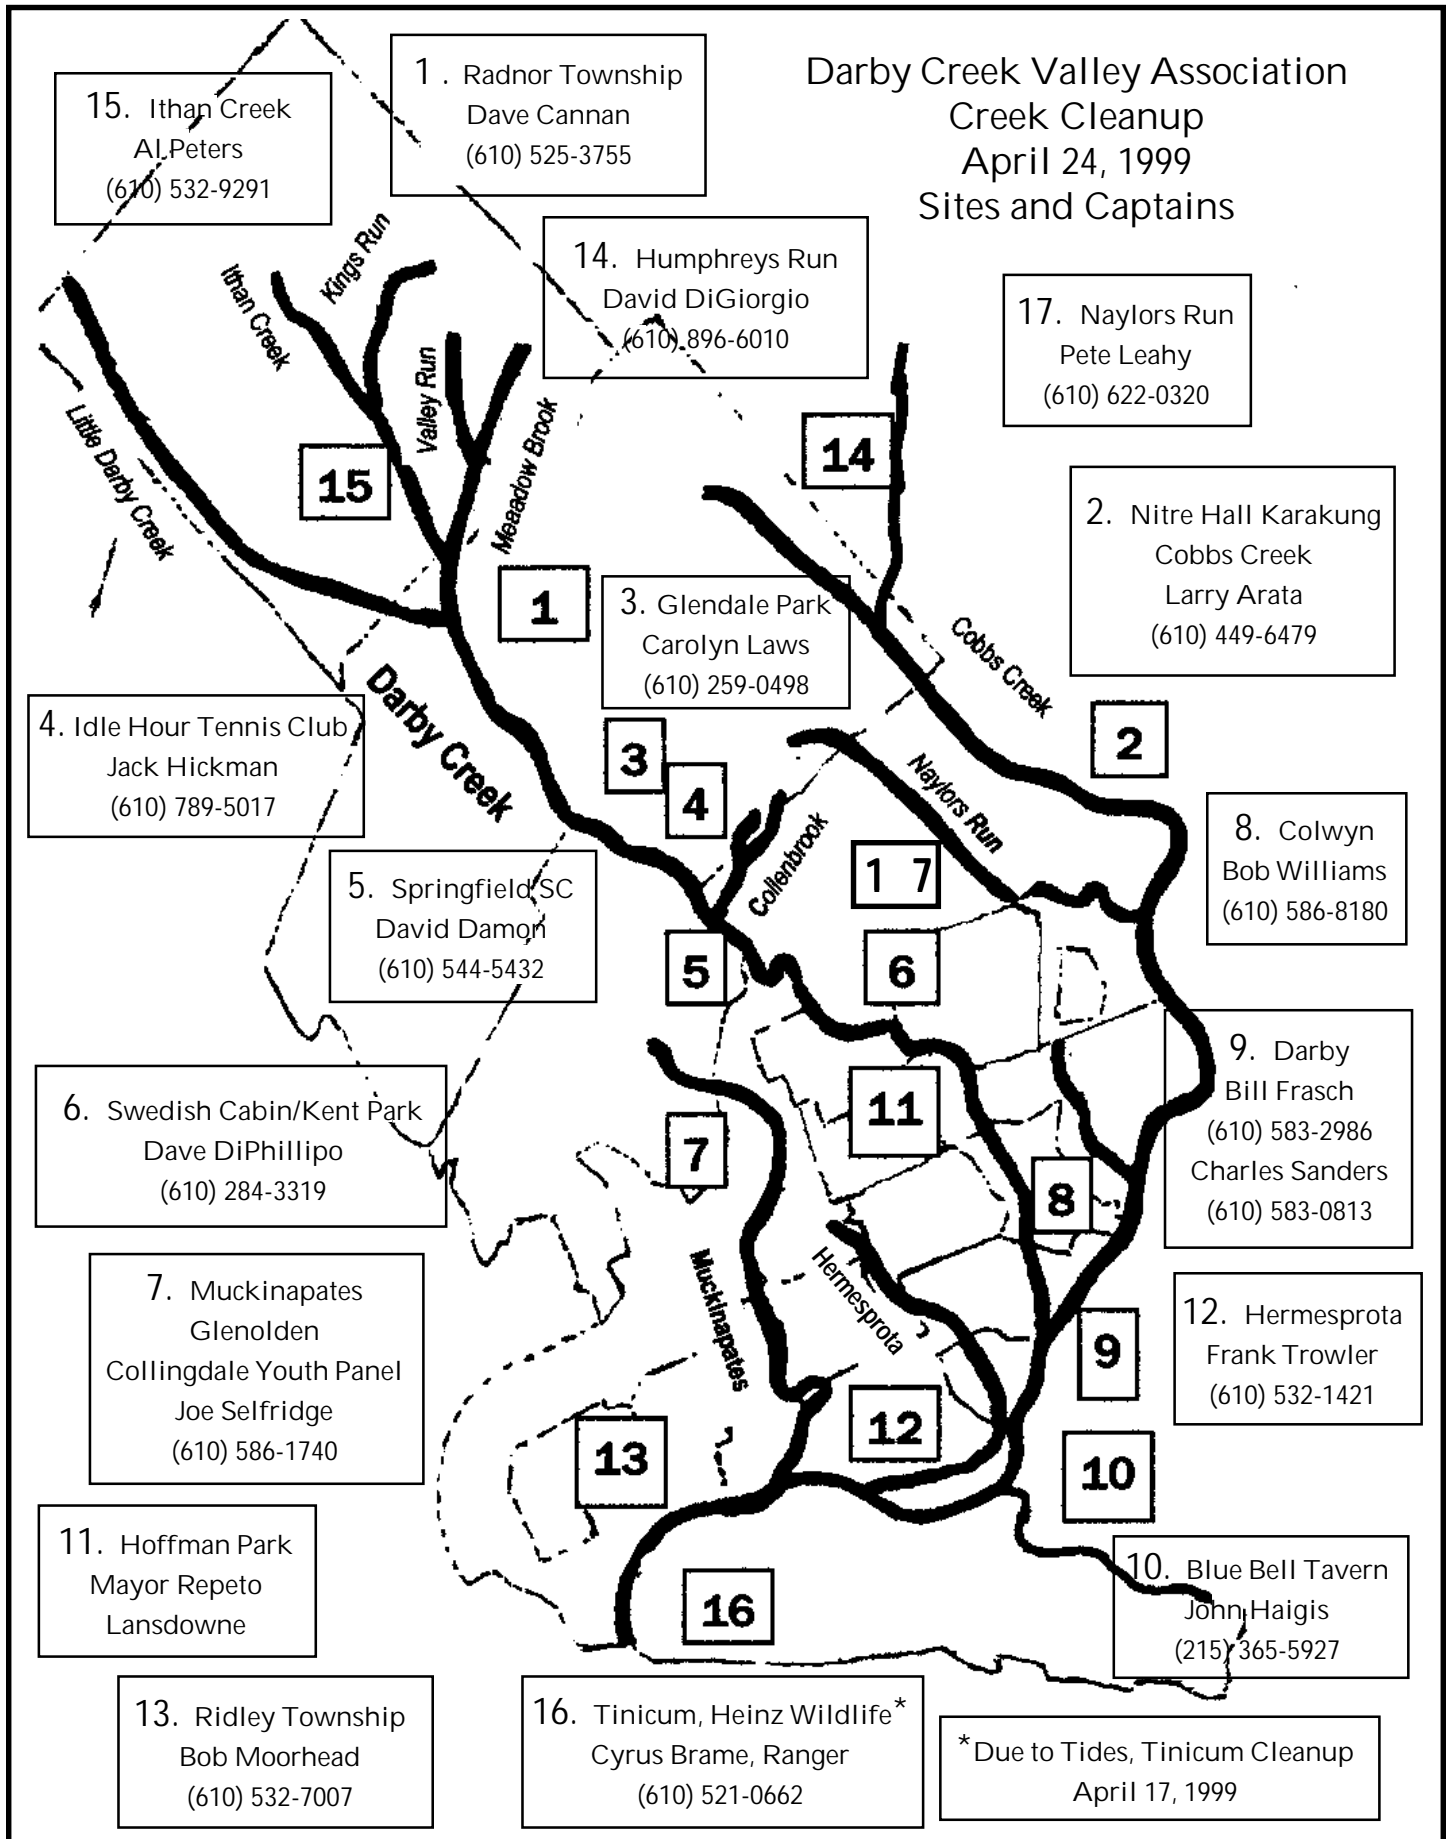 Darby Creek Valley Association
Creek Cleanup
April 24, 1999
Sites and Captains
15. Ithan Creek
Al Peters
(610) 532-9291
1. Radnor Township
Dave Cannan
(610) 525-3755
14. Humphreys Run
David DiGiorgio
(610) 896-6010
17. Naylors Run
Pete Leahy
(610) 622-0320
2. Nitre Hall Karakung
Cobbs Creek
Larry Arata
(610) 449-6479
3. Glendale Park
Carolyn Laws
(610) 259-0498
4. Idle Hour Tennis Club
Jack Hickman
(610) 789-5017
5. Springfield SC
David Damon
(610) 544-5432
8. Colwyn
Bob Williams
(610) 586-8180
9. Darby
Bill Frasch
(610) 583-2986
Charles Sanders
(610) 583-0813
6. Swedish Cabin/Kent Park
Dave DiPhillipo
(610) 284-3319
7. Muckinapates
Glenolden
Collingdale Youth Panel
Joe Selfridge
(610) 586-1740
12. Hermesprota
Frank Trowler
(610) 532-1421
11. Hoffman Park
Mayor Repeto
Lansdowne
10. Blue Bell Tavern
John Haigis
(215) 365-5927
13. Ridley Township
Bob Moorhead
(610) 532-7007
16. Tinicum, Heinz Wildlife*
Cyrus Brame, Ranger
(610) 521-0662
*Due to Tides, Tinicum Cleanup
April 17, 1999
Ithan Creek
Kings Run
Valley Run
Meaadow Brook
Little Darby Creek
Darby Creek
Cobbs Creek
Naylors Run
Collenbrook
Muckinapates
Hermesprota
15
14
1
3
4
2
1 7
5
6
11
7
8
9
12
13
10
16